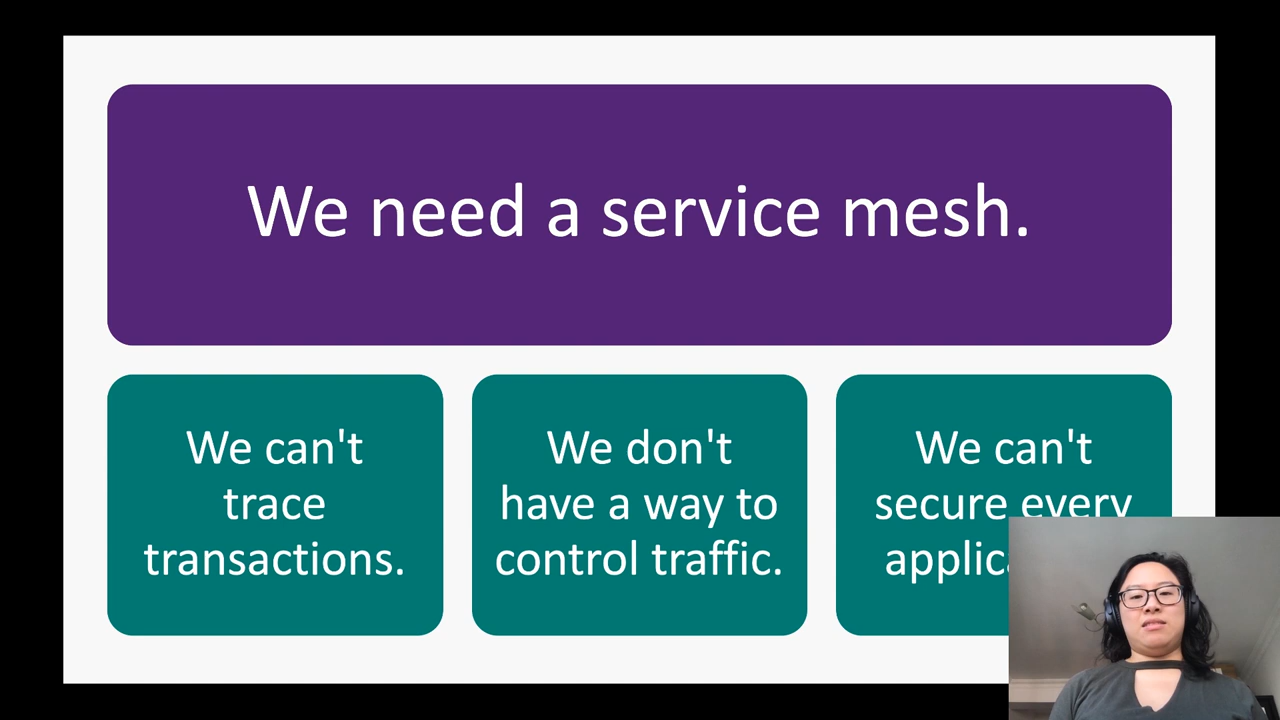 We need a service mesh.
We can't
trace
transactions.
We don't
have a way to
control traffic.
We can't
secure every